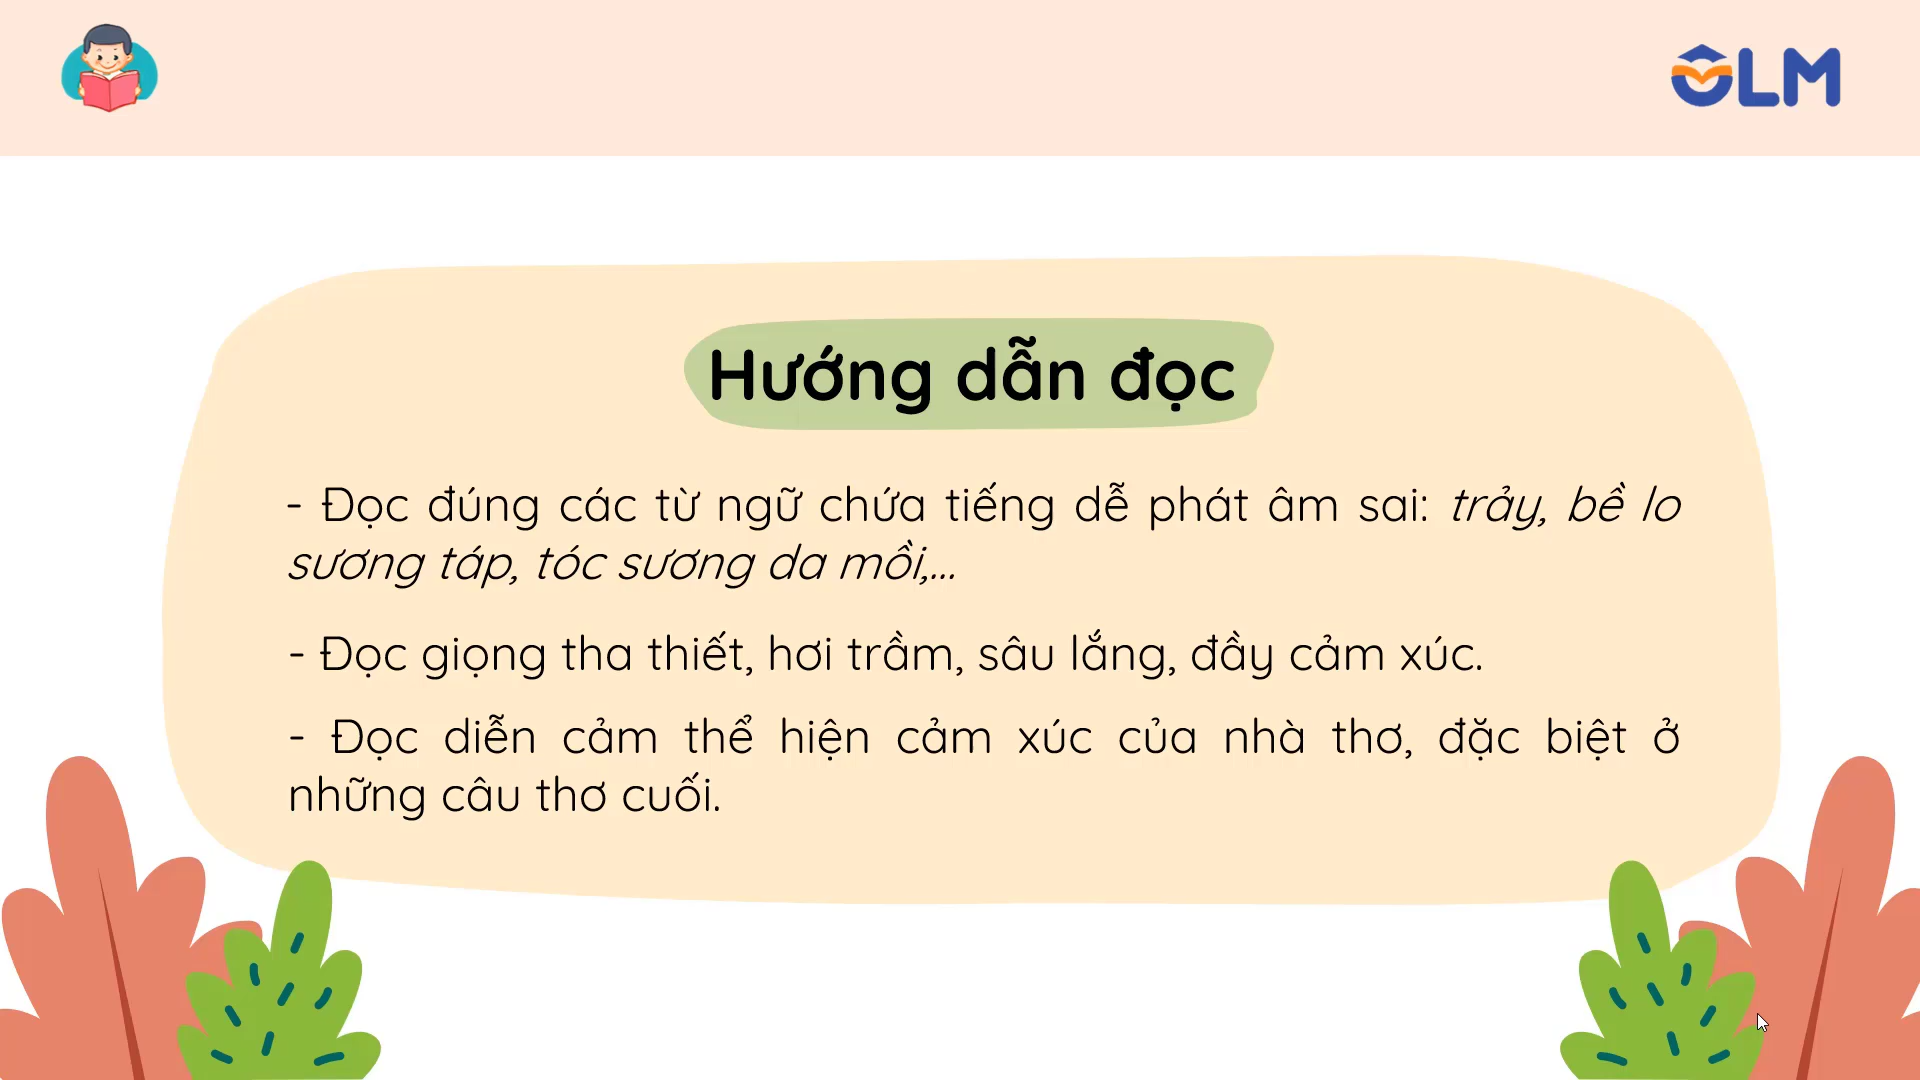 OLM
Hướng dẫn đọc
- Đọc đúng các từ ngữ chứa tiếng dễ phát âm sai: trảy, bề lo
sương táp, tóc sương da mồi,...
- Đọc giọng tha thiết, hơi trầm, sâu lắng, đầy cảm xúc.
- Đọc diễn cảm thể hiện cảm xúc của nhà thơ, đặc biệt ở
những câu thơ cuối.